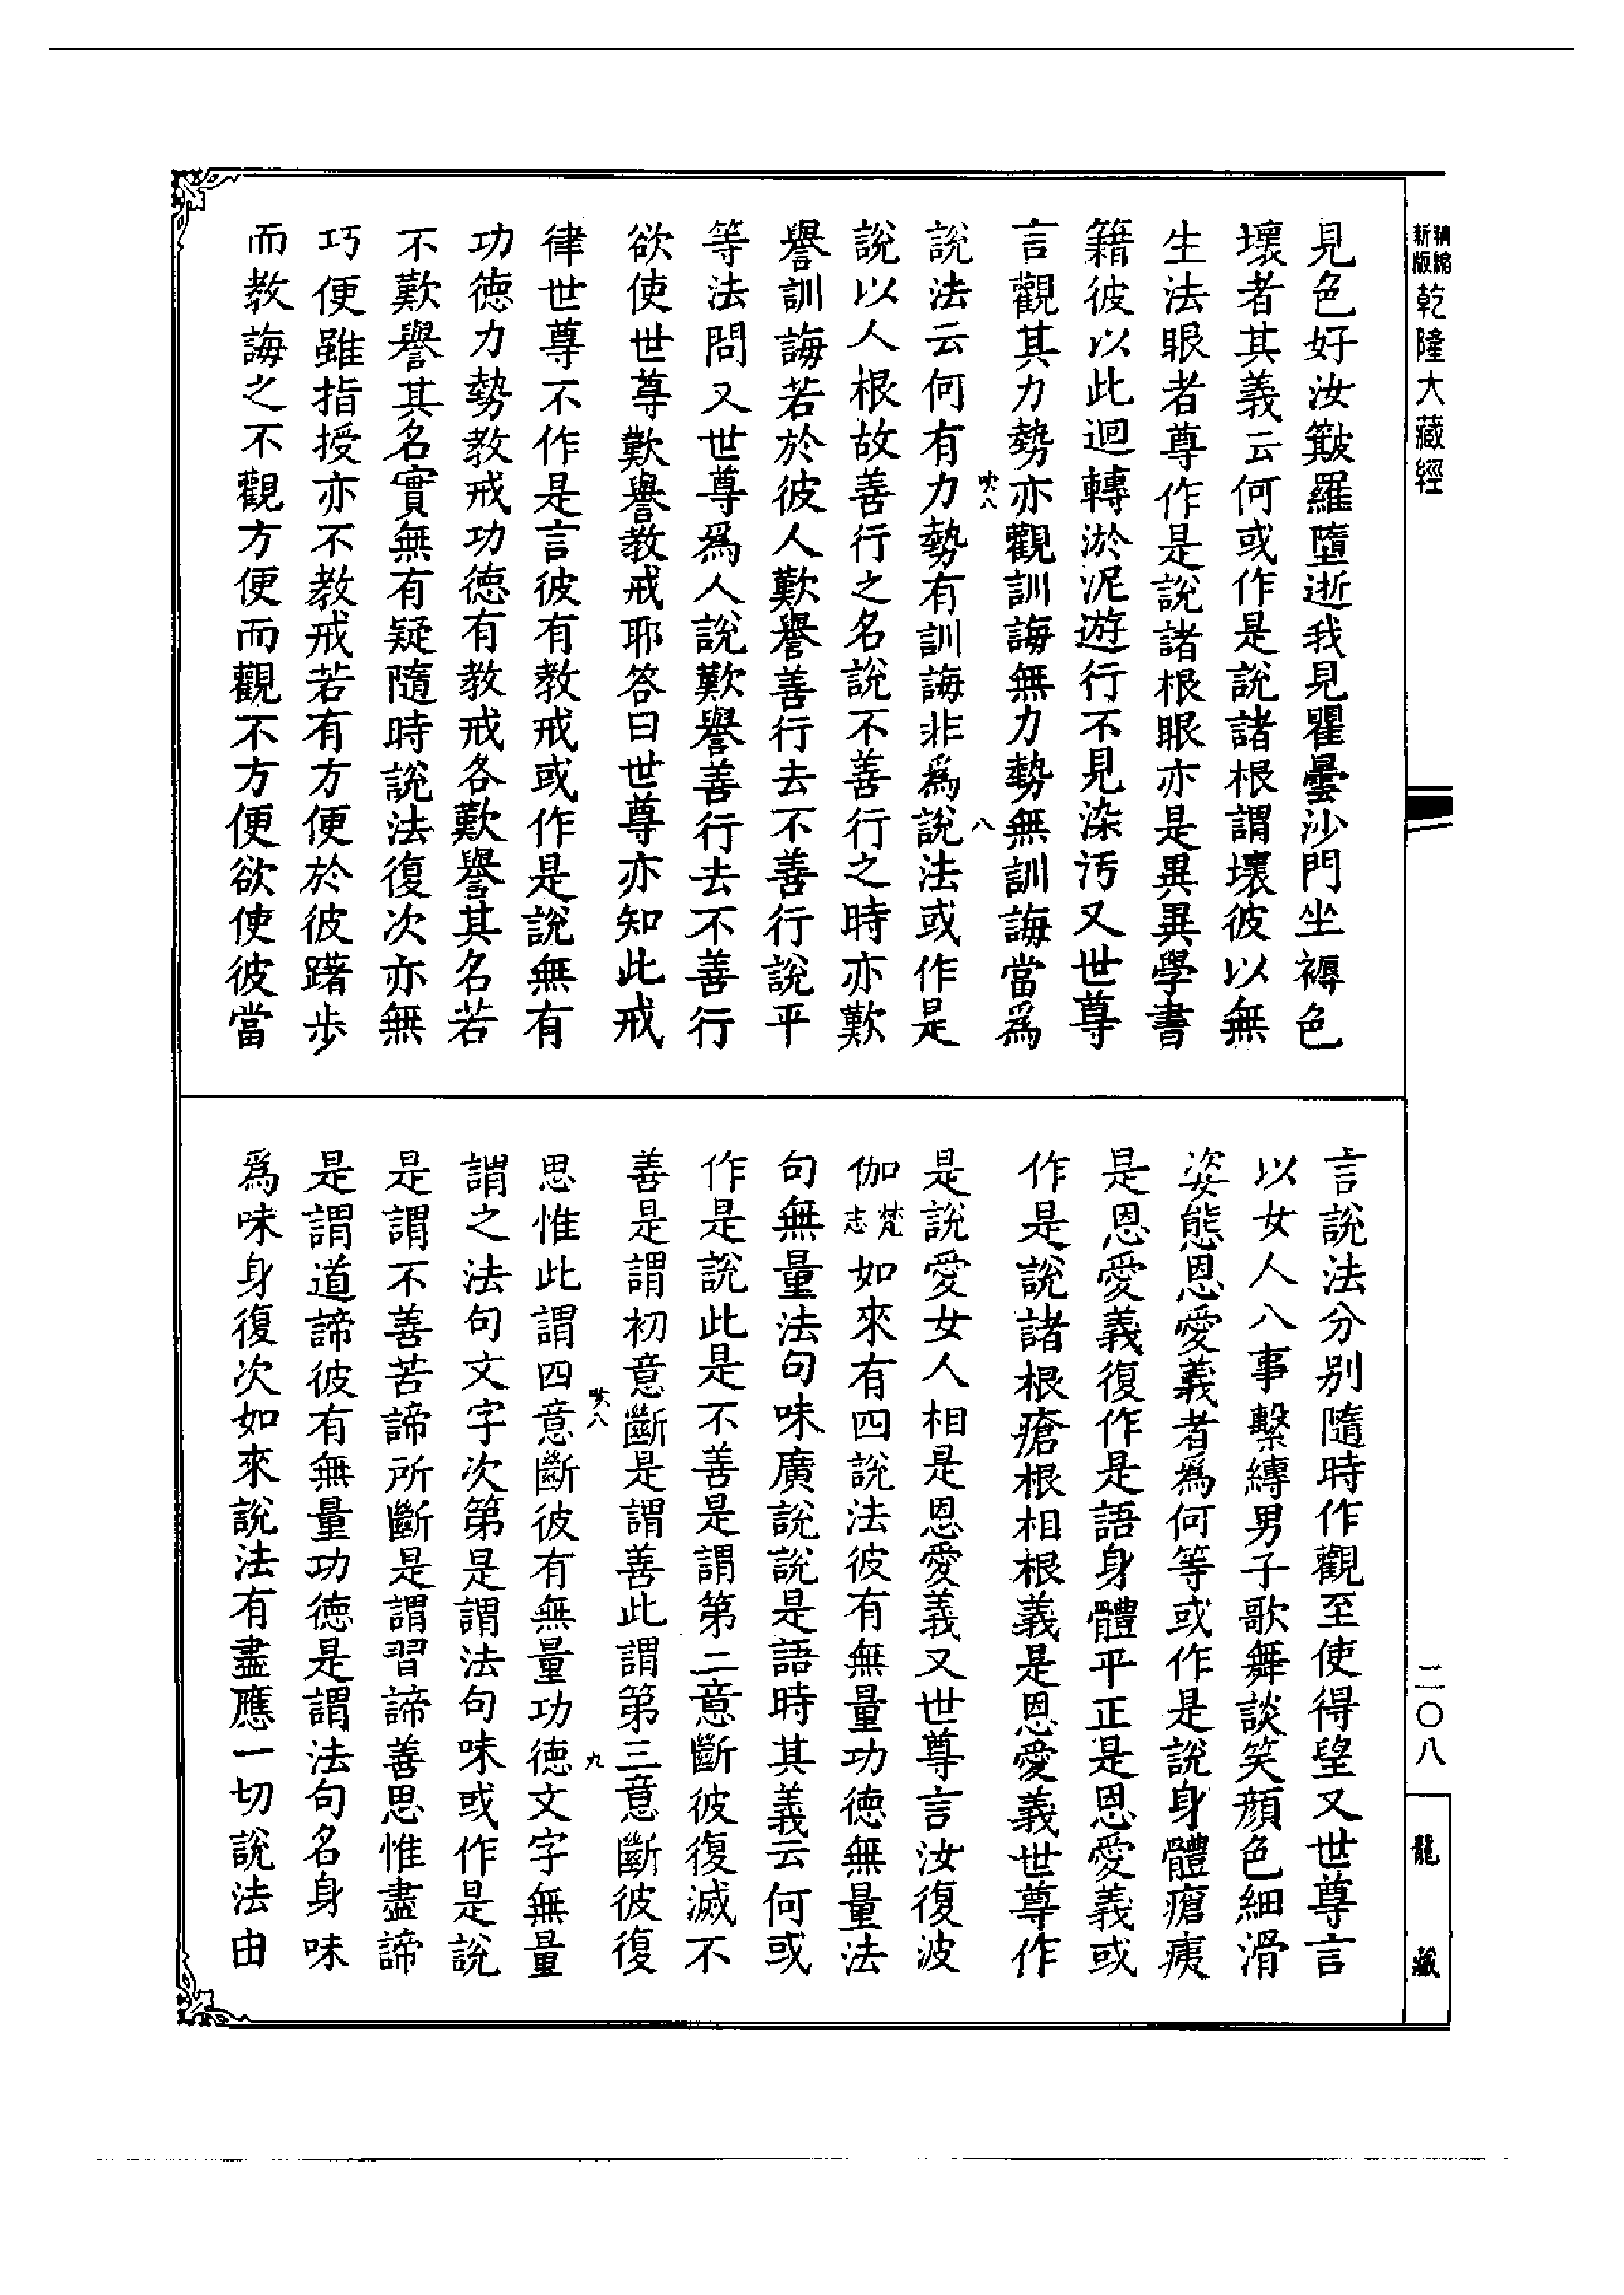 新編縮版乾隆大藏經
見色好汝簸羅墮逝我見瞿曇沙門坐褥色
壞者其義云何或作是說諸根謂壞彼以無
生法眼者尊作是說諸根眼亦是異異學書
籍彼以此迴轉淤泥遊行不見染汚又世尊
言觀其力勢亦觀訓誨無力勢無訓誨當爲
八
說法云何有力勢有訓誨非爲說法或作是
說以人根故善行之名說不善行之時亦歎
譽訓誨若於彼人歎譽善行去不善行說平
等法問又世尊爲人說歎譽善行去不善行
欲使世尊歎譽教戒耶答曰世尊亦知此戒
律世尊不作是言彼有教戒或作是說無有
功德力勢教戒功德有教戒各歎譽其名若
不歎譽其名實無有疑隨時說法復次亦無
巧便雖指授亦不教戒若有方便於彼躇步
而教誨之不觀方便而觀不方便欲使彼當
言說法分別隨時作觀至使得堅又世尊言
以女人八事繫縛男子歌舞談笑顏色細滑
姿態恩愛義者爲何等或作是說身體瘡痍
是恩愛義復作是語身體平正是恩愛義或
作是說諸根瘡根相根義是恩愛義世尊作
是說愛女人相是恩愛義又世尊言汝復波
伽梵志如來有四說法彼有無量功德無量法
句無量法句味廣說說是語時其義云何或
作是說此是不善是謂第二意斷彼復滅不
善是謂初意斷是謂善此謂第三意斷彼復
九
思惟此謂四意斷彼有無量功德文字無量
謂之法句文字次第是謂法句味或作是說
是謂不善苦諦所斷是謂習諦善思惟盡諦
是謂道諦彼有無量功德是謂法句名身味
爲味身復次如來說法有盡應一切說法由
二〇八
龍藏